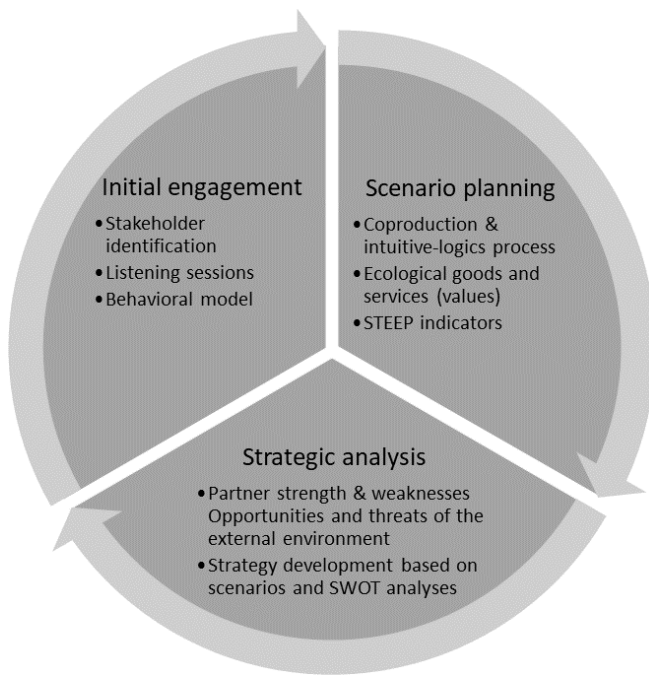 Initial engagement
•Stakeholder
identification
•Listening sessions
•Behavioral model
Scenario planning
•Coproduction &
intuitive-logics process
•Ecological goods and
services (values)
•STEEP indicators
Strategic analysis
•Partner strength & weaknesses
Opportunities and threats of the
external environment
•Strategy development based on
scenarios and SWOT analyses